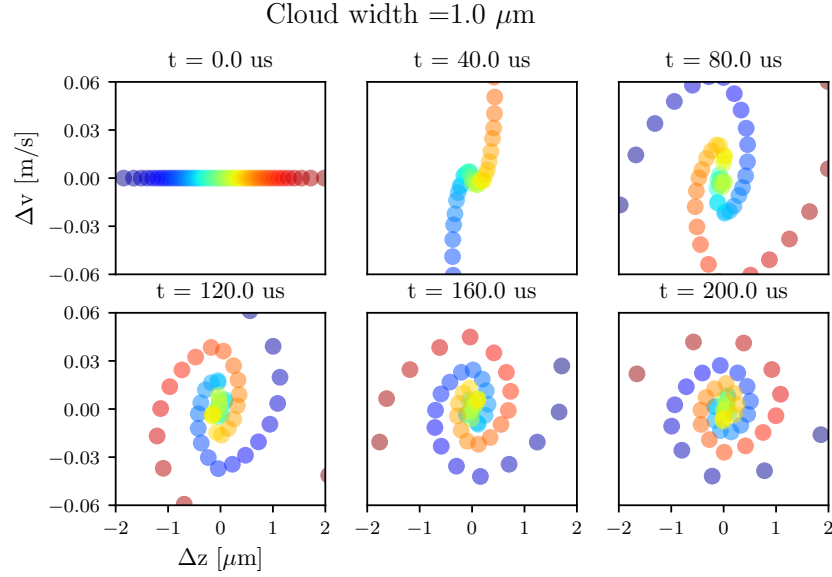 Cloud width =1.0 μm
t = 0.0 us
t = 40.0 us
t = 80.0 us
0.06
0.03
0.00
−0.03
−0.06
Δv [m/s]
t = 120.0 us
t = 160.0 us
t = 200.0 us
0.06
0.03
0.00
−0.03
−0.06
−2 −1 0 1 2
−2 −1 0 1 2
−2 −1 0 1 2
Δz [μm]